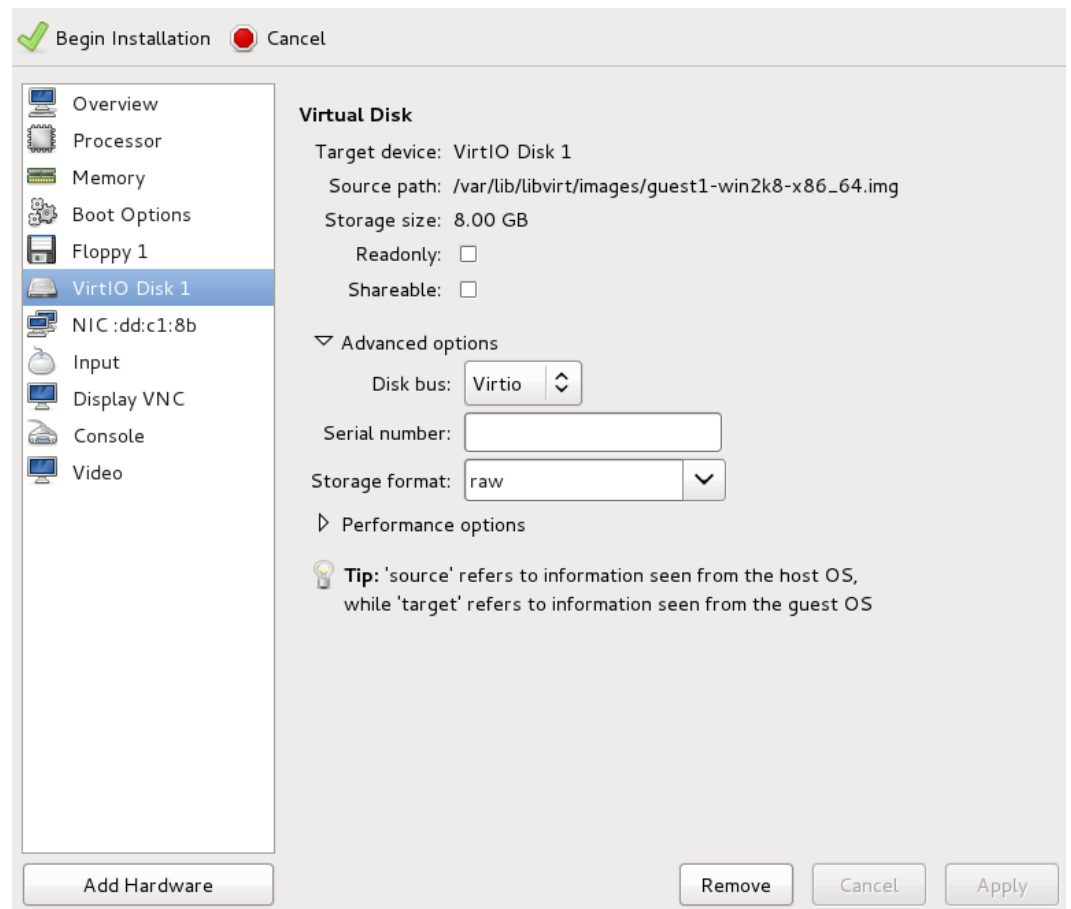 Begin Installation Cancel
Overview
Processor
Memory
Boot Options
Floppy 1
VirtIO Disk 1
NIC :dd:c1:8b
Input
Display VNC
Console
Video
Add Hardware
Virtual Disk
Target device: VirtIO Disk 1
Source path: /var/lib/libvirt/images/guest1-win2k8-x86_64.img
Storage size: 8.00 GB
Readonly:
Shareable:
Advanced options
Disk bus: Virtio
Serial number:
Storage format: raw
Performance options
Tip: 'source' refers to information seen from the host OS,
while 'target' refers to information seen from the guest OS
Remove Cancel Apply